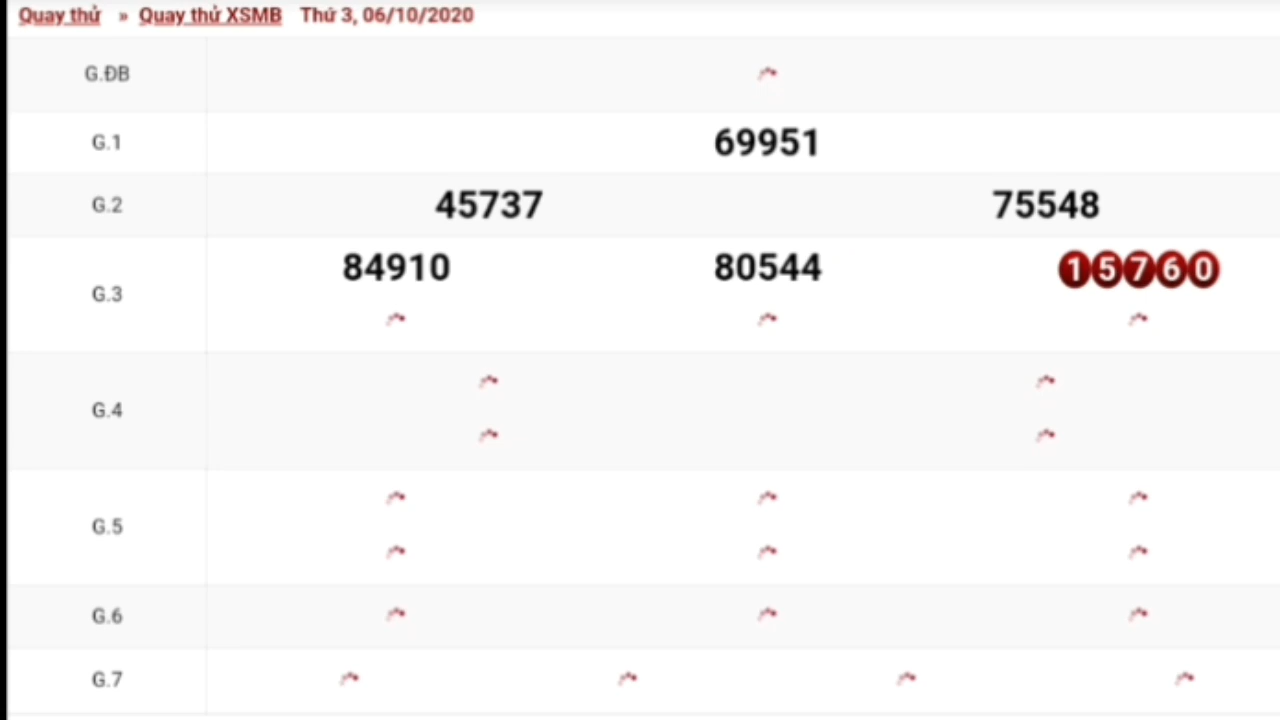 Quay thử » Quay thử XSMB Thứ 3, 06/10/2020
G.ĐB
G.1 69951
G.2 45737 75548
G.3 84910 80544 15760
G.4
G.5
G.6
G.7